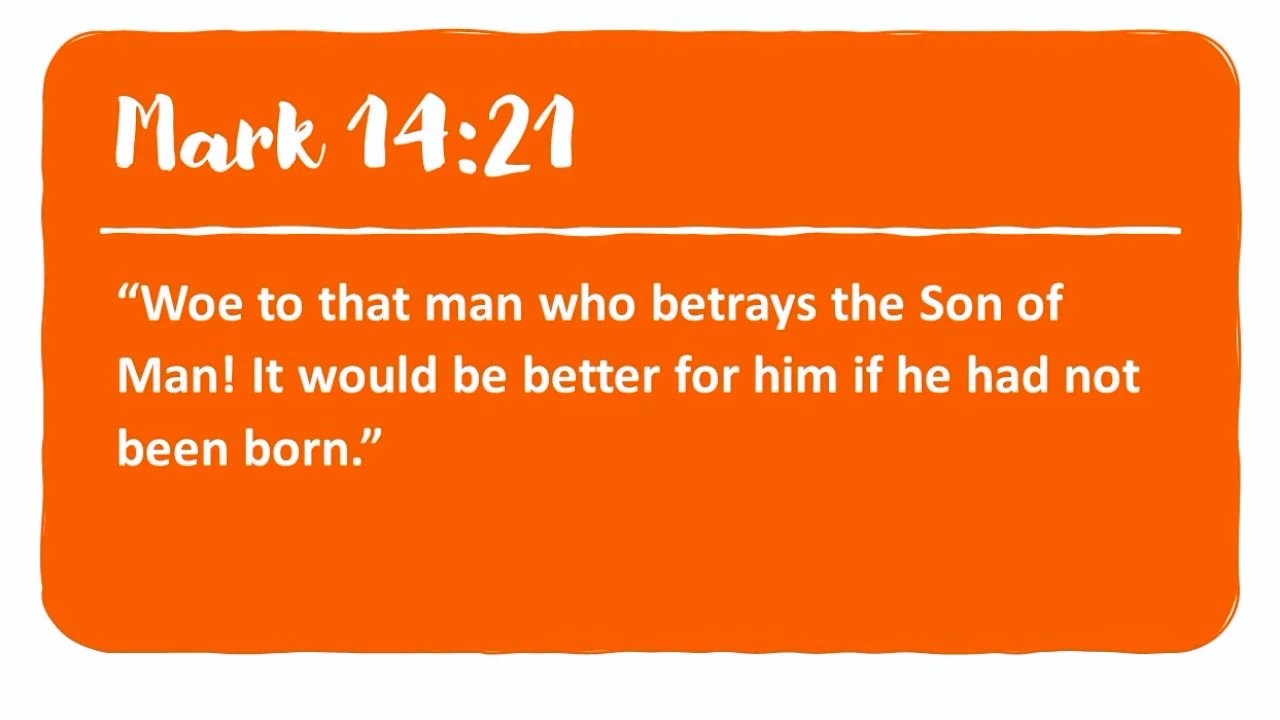 Mark 14:21
“Woe to that man who betrays the Son of
Man! It would be better for him if he had not
been born.”